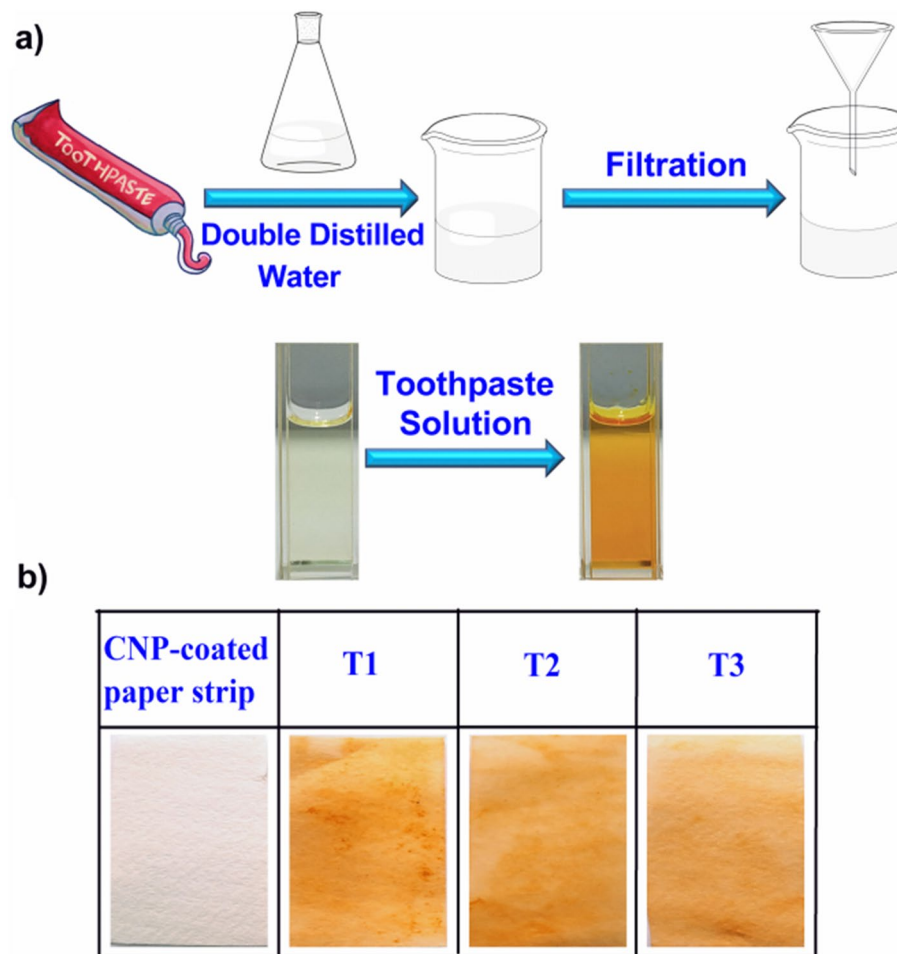 a)
TOOTHPASTE
Double Distilled
Water
Filtration
Toothpaste
Solution
b)
CNP-coated
paper strip
T1
T2
T3